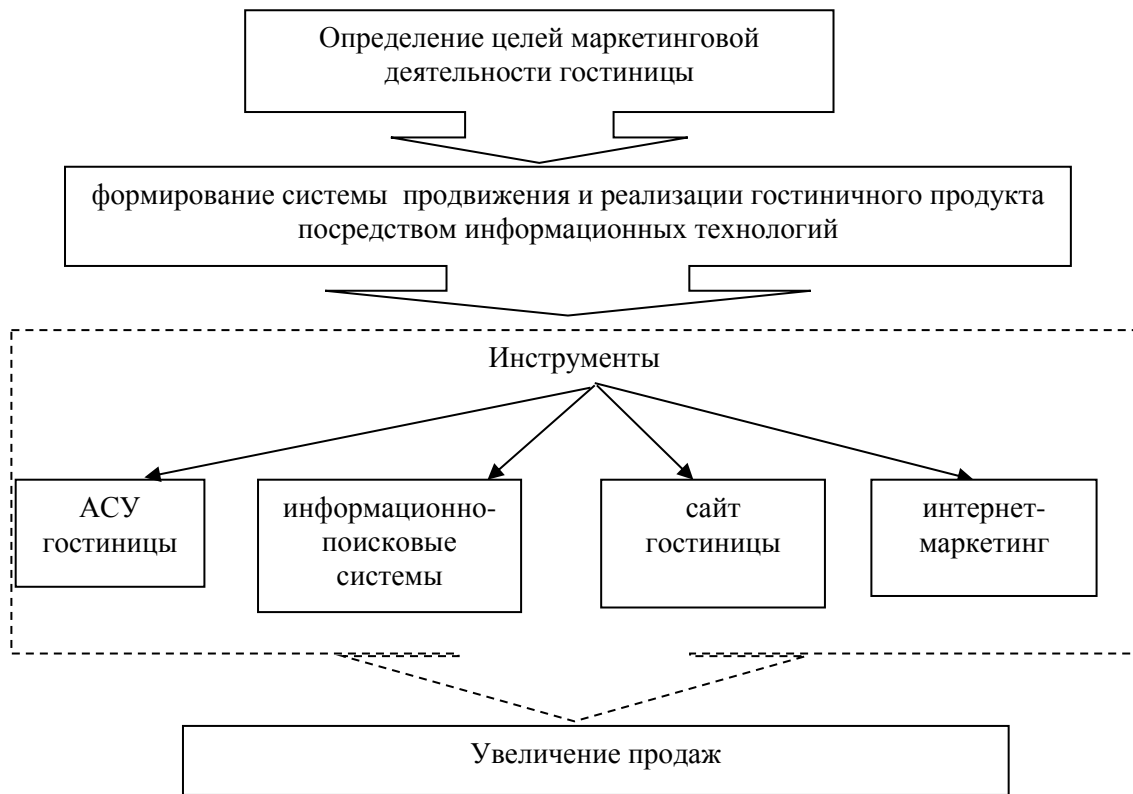 Определение целей маркетинговой
деятельности гостиницы
формирование системы продвижения и реализации гостиничного продукта
посредством информационных технологий
Инструменты
АСУ
гостиницы
информационно-
поисковые
системы
сайт
гостиницы
интернет-
маркетинг
Увеличение продаж